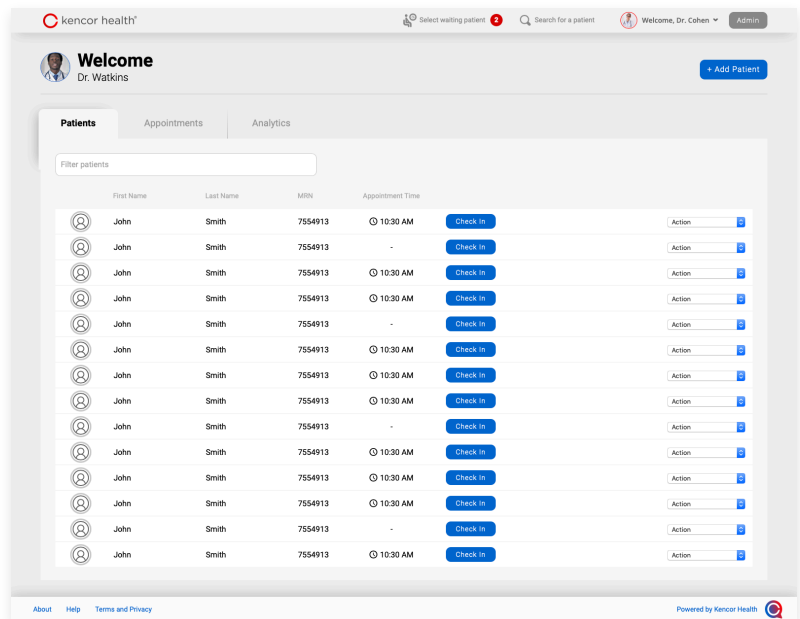 kencor health®
Select waiting patient 2
Search for a patient
Welcome, Dr. Cohen
Admin
Welcome
Dr. Watkins
+ Add Patient
Patients Appointments Analytics
Filter patients
First Name Last Name MRN Appointment Time
John Smith 7554913 10:30 AM Check In Action
John Smith 7554913 - Check In Action
John Smith 7554913 10:30 AM Check In Action
John Smith 7554913 10:30 AM Check In Action
John Smith 7554913 - Check In Action
John Smith 7554913 10:30 AM Check In Action
John Smith 7554913 10:30 AM Check In Action
John Smith 7554913 10:30 AM Check In Action
John Smith 7554913 - Check In Action
John Smith 7554913 10:30 AM Check In Action
John Smith 7554913 10:30 AM Check In Action
John Smith 7554913 10:30 AM Check In Action
John Smith 7554913 - Check In Action
John Smith 7554913 10:30 AM Check In Action
About Help Terms and Privacy Powered by Kencor Health